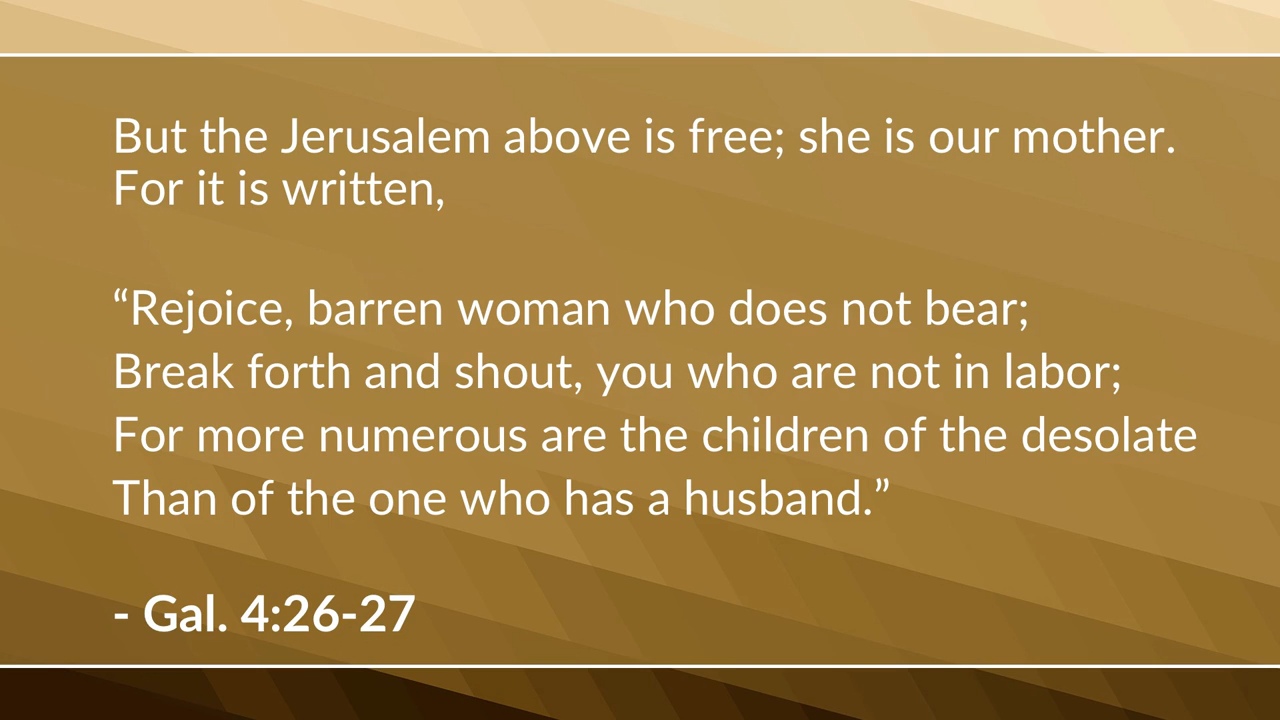 But the Jerusalem above is free; she is our mother.
For it is written,
“Rejoice, barren woman who does not bear;
Break forth and shout, you who are not in labor;
For more numerous are the children of the desolate
Than of the one who has a husband.”
- Gal. 4:26-27